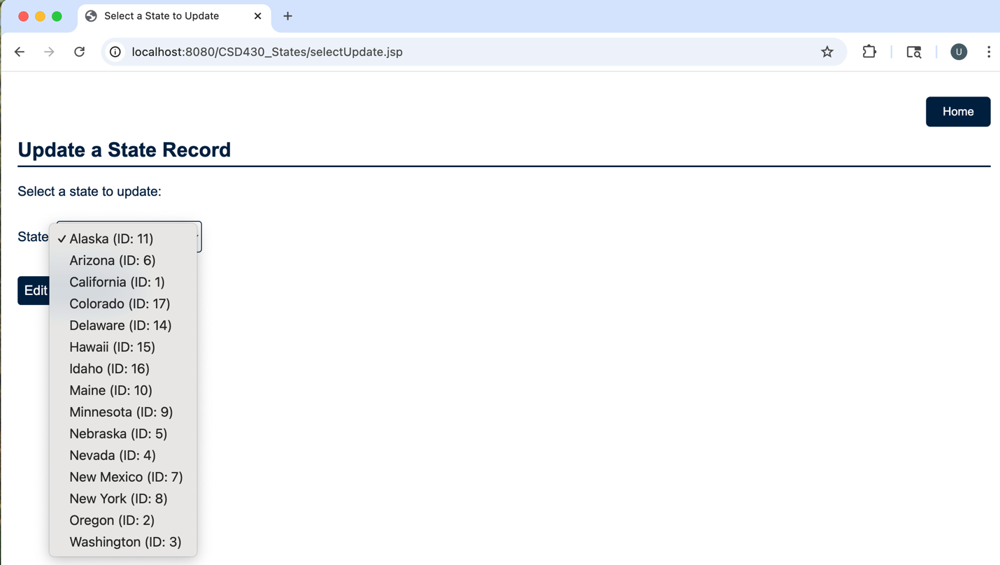 Select a State to Update
localhost:8080/CSD430_States/selectUpdate.jsp
U
Home
Update a State Record
Select a state to update:
State
✓ Alaska (ID: 11)
Arizona (ID: 6)
California (ID: 1)
Colorado (ID: 17)
Delaware (ID: 14)
Hawaii (ID: 15)
Idaho (ID: 16)
Maine (ID: 10)
Minnesota (ID: 9)
Nebraska (ID: 5)
Nevada (ID: 4)
New Mexico (ID: 7)
New York (ID: 8)
Oregon (ID: 2)
Washington (ID: 3)
Edit